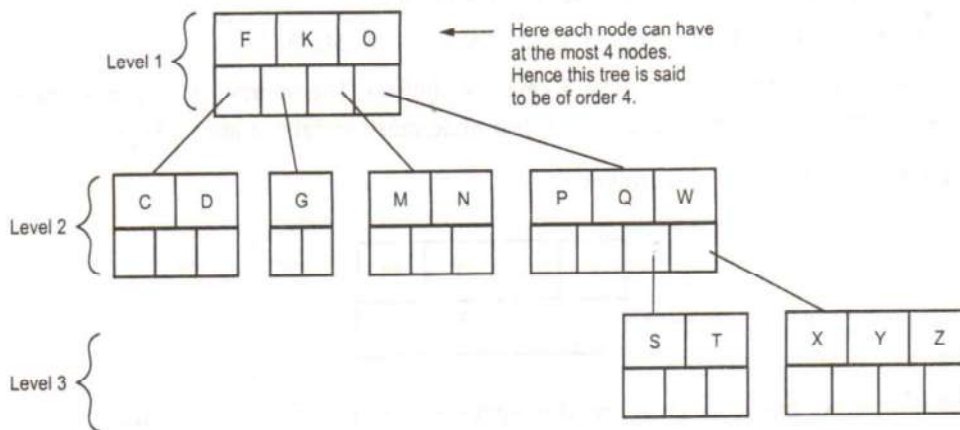 F K O
Level 1
Here each node can have
at the most 4 nodes.
Hence this tree is said
to be of order 4.
C D G M N P Q W
Level 2
S T X Y Z
Level 3